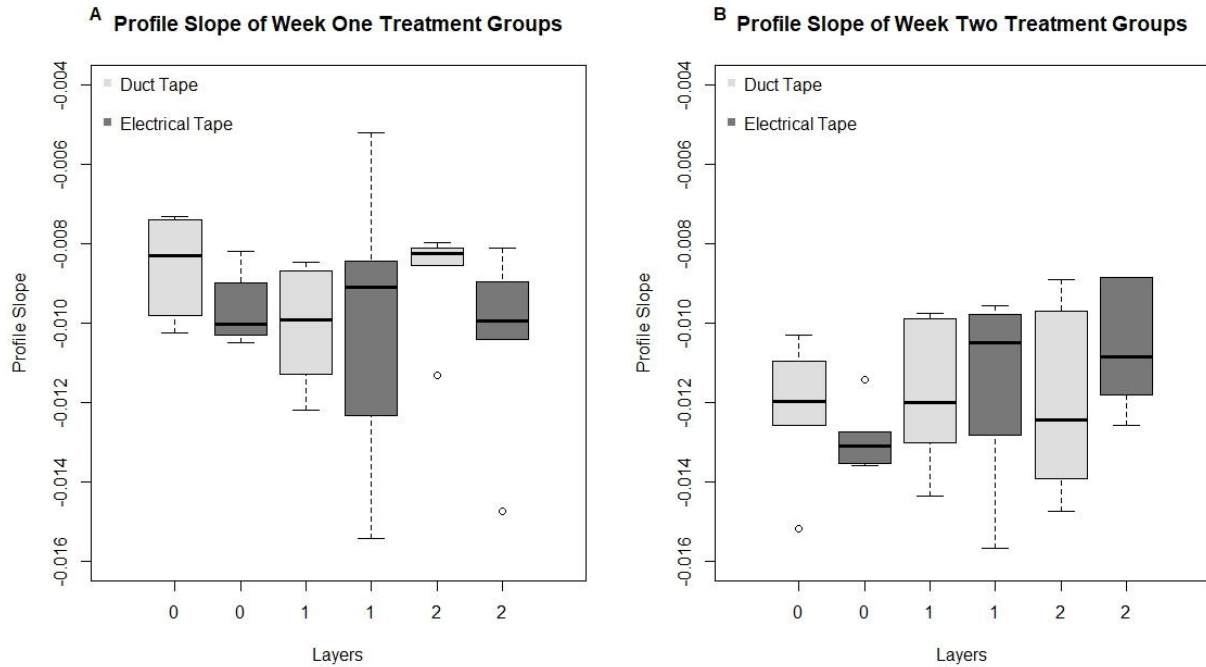 A Profile Slope of Week One Treatment Groups
Duct Tape
Electrical Tape
Profile Slope
-0.004
-0.006
-0.008
-0.010
-0.012
-0.014
-0.016
0 0 1 1 2 2
Layers
B Profile Slope of Week Two Treatment Groups
Duct Tape
Electrical Tape
Profile Slope
-0.004
-0.006
-0.008
-0.010
-0.012
-0.014
-0.016
0 0 1 1 2 2
Layers